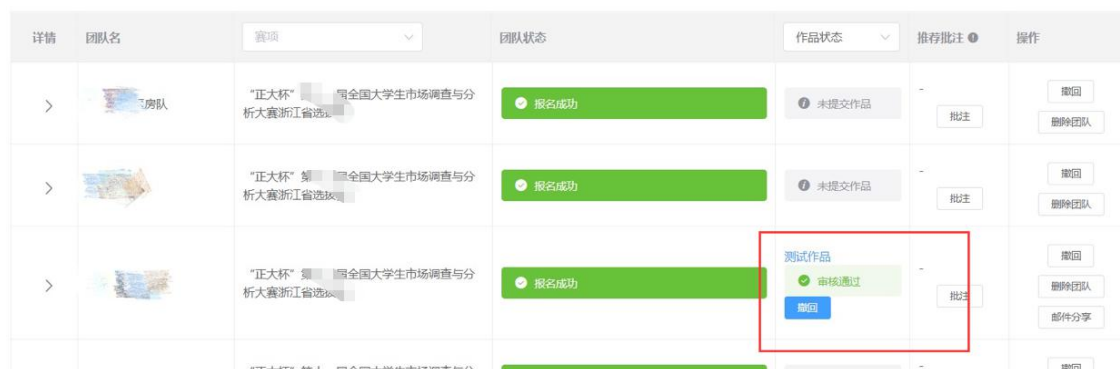 详情 团队名 赛项 团队状态 作品状态 推荐批注 操作
房队
"正大杯" 届全国大学生市场调查与分
析大赛浙江省选拔
报名成功
未提交作品
-
批注
撤回
删除团队
"正大杯" 第 届全国大学生市场调查与分
析大赛浙江省选拔
报名成功
未提交作品
-
批注
撤回
删除团队
"正大杯" 届全国大学生市场调查与分
析大赛浙江省选拔
报名成功
测试作品
审核通过
撤回
-
批注
撤回
删除团队
邮件分享